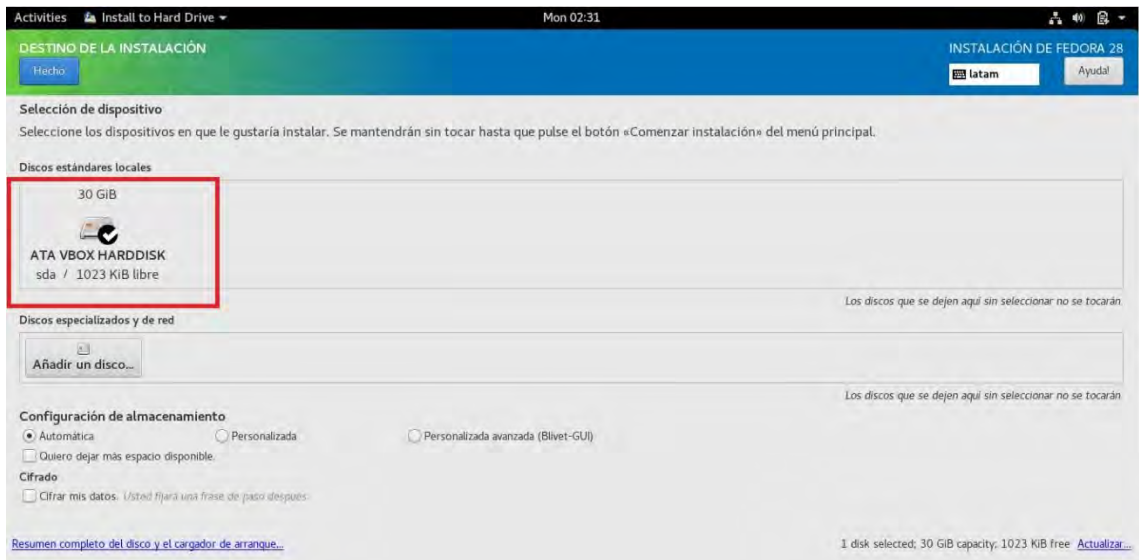 Activities Install to Hard Drive Mon 02:31
DESTINO DE LA INSTALACIÓN INSTALACIÓN DE FEDORA 28
Hecho latam Ayuda!
Selección de dispositivo
Seleccione los dispositivos en que le gustaría instalar. Se mantendrán sin tocar hasta que pulse el botón «Comenzar instalación» del menú principal.
Discos estándares locales
30 GiB
ATA VBOX HARDDISK
sda / 1023 KiB libre
Los discos que se dejen aquí sin seleccionar no se tocarán
Discos especializados y de red
Añadir un disco...
Los discos que se dejen aquí sin seleccionar no se tocarán
Configuración de almacenamiento
Automática Personalizada Personalizada avanzada (Blivet-GUI)
Quiero dejar más espacio disponible.
Cifrado
Cifrar mis datos. Usted fijará una frase de paso después.
Resumen completo del disco y el cargador de arranque... 1 disk selected; 30 GiB capacity; 1023 KiB free Actualizar...